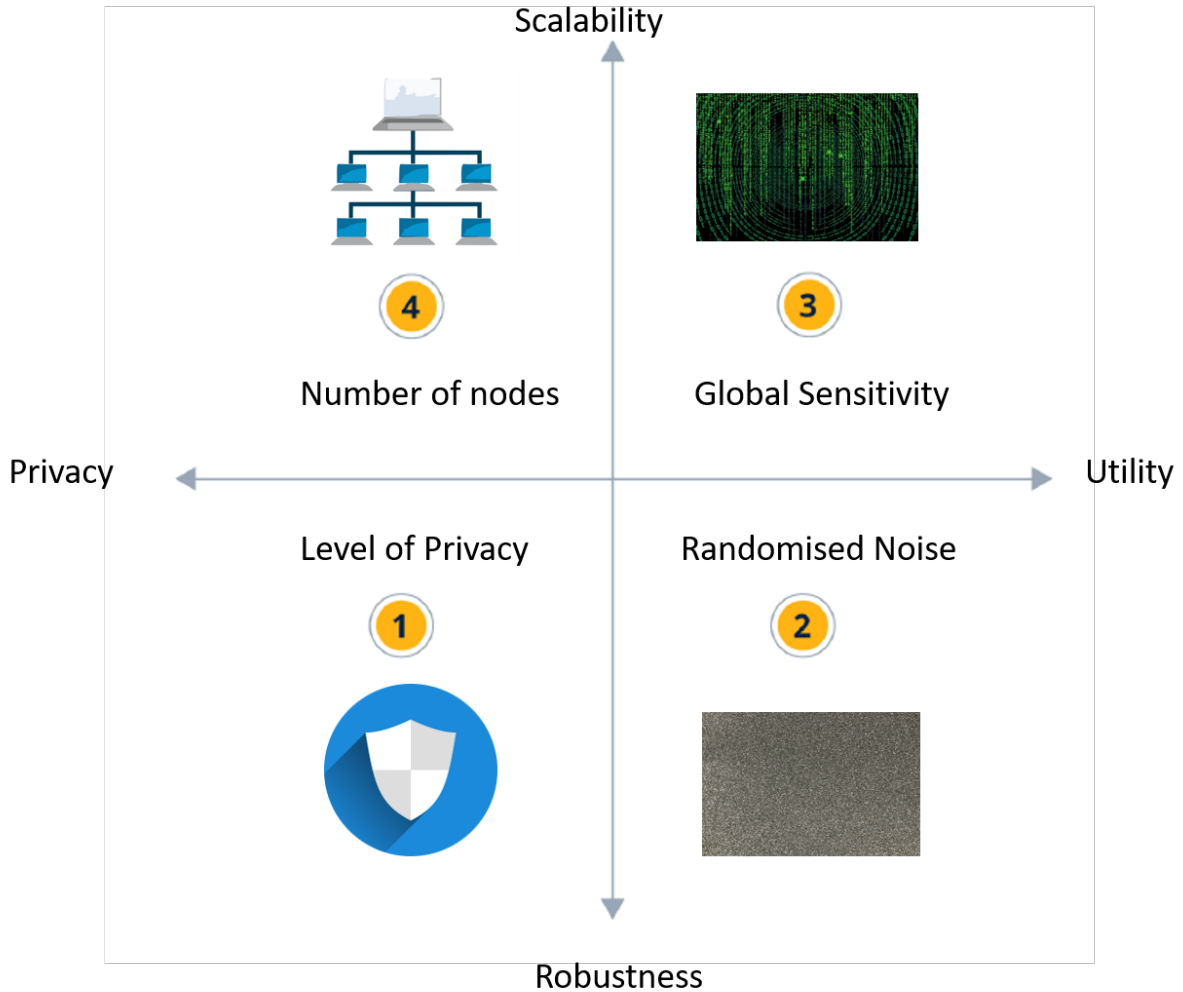 Scalability
4
3
Number of nodes
Global Sensitivity
Privacy
Utility
Level of Privacy
Randomised Noise
1
2
Robustness